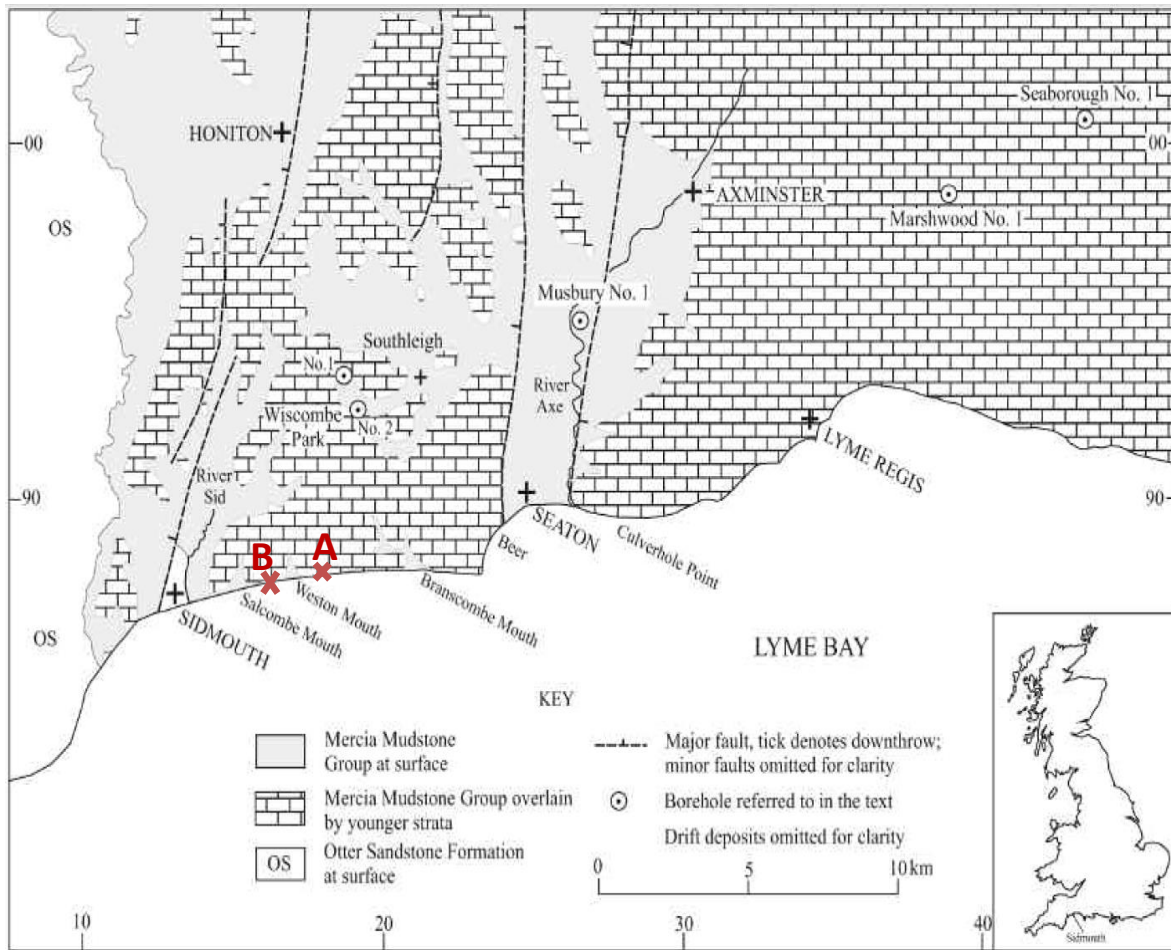 Seaborough No. 1
HONITON
00
00
AXMINSTER
Marshwood No. 1
OS
Musbury No. 1
Southleigh
No.1
River
Axe
Wiscombe
Park
No. 2
LYME REGIS
River
Sid
90
90
SEATON
Culverhole Point
Beer
B
A
Branscombe Mouth
Weston Mouth
Salcombe Mouth
SIDMOUTH
OS
LYME BAY
KEY
Mercia Mudstone
Group at surface
Major fault, tick denotes downthrow;
minor faults omitted for clarity
Mercia Mudstone Group overlain
by younger strata
Borehole referred to in the text
Drift deposits omitted for clarity
OS
Otter Sandstone Formation
at surface
0
5
10 km
Sidmouth
10
20
30
40